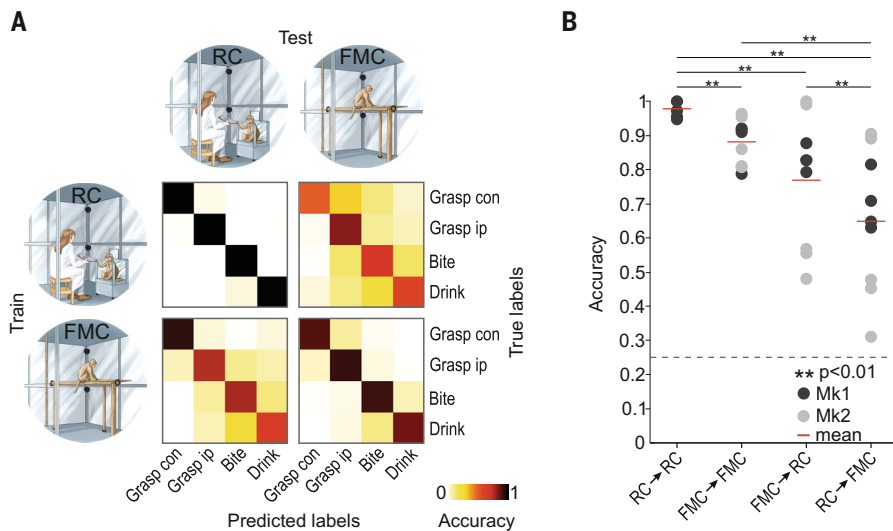 A
Test
RC
FMC
Train
RC
FMC
Grasp con
Grasp ip
Bite
Drink
Grasp con
Grasp ip
Bite
Drink
True labels
Grasp con
Grasp ip
Bite
Drink
Grasp con
Grasp ip
Bite
Drink
Predicted labels
0 1
Accuracy
B
**
**
**
** **
1
0.9
0.8
0.7
0.6
0.5
0.4
0.3
0.2
0.1
0
Accuracy
** p<0.01
Mk1
Mk2
mean
RC→RC
FMC→FMC
FMC→RC
RC→FMC